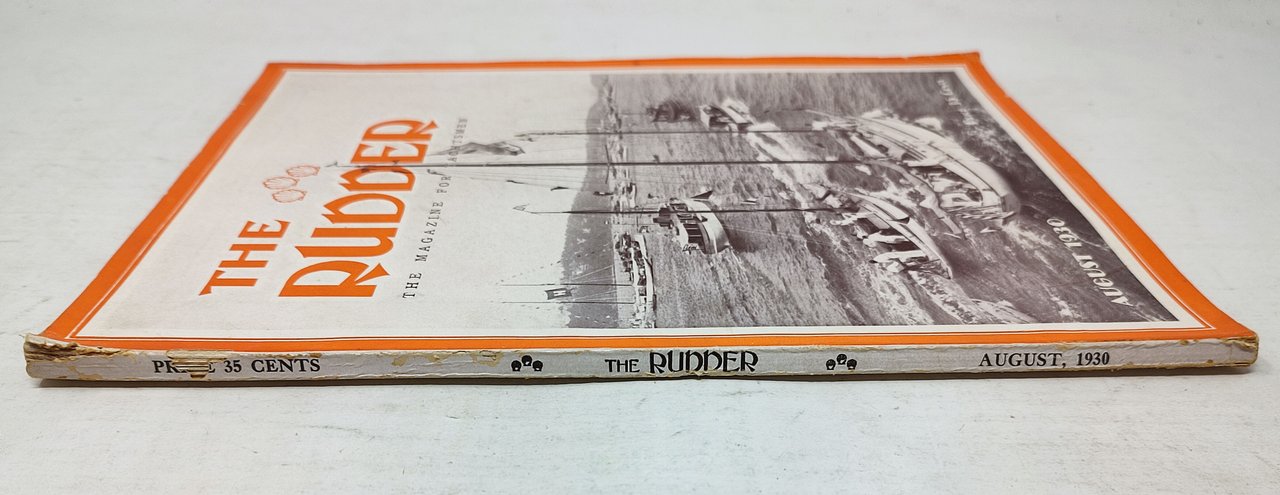 THE
RUDDER
THE MAGAZINE FOR YACHTSMEN
AUGUST 1930
35 CENTS
THE RUDDER
AUGUST, 1930